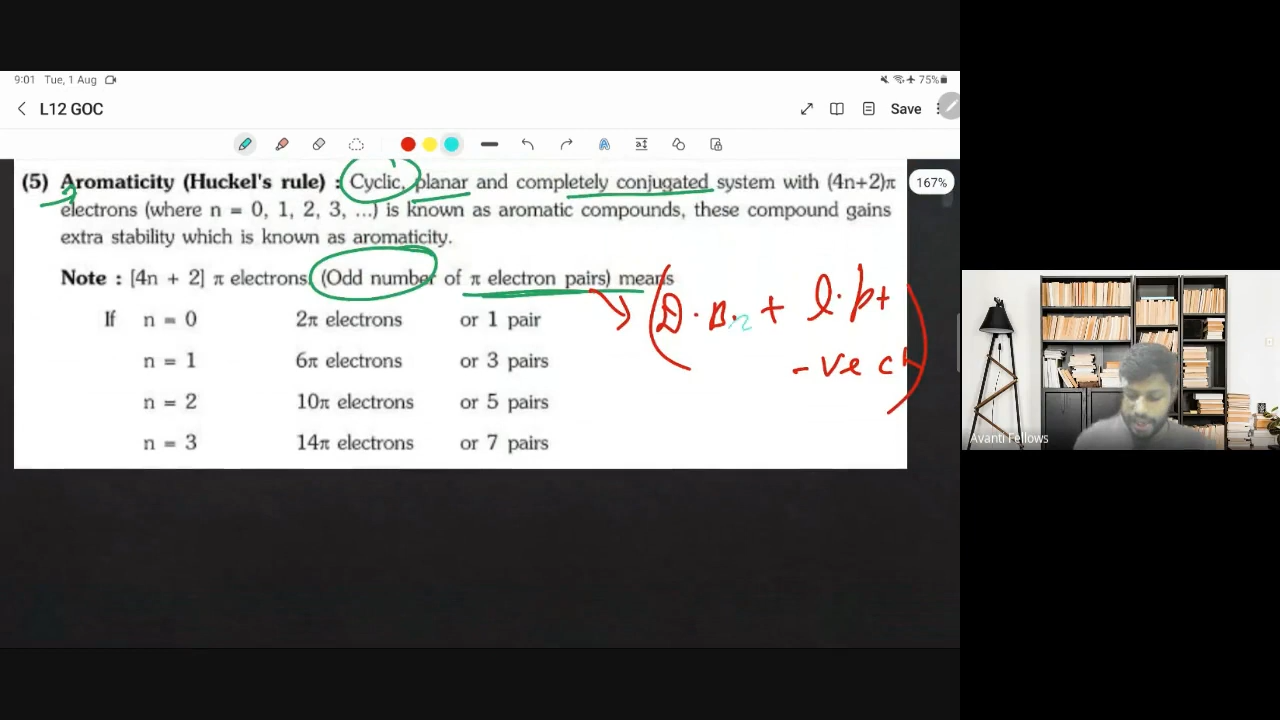 9:01 Tue, 1 Aug
75%
L12 GOC
Save
167%
(5) Aromaticity (Huckel's rule) : Cyclic, planar and completely conjugated system with (4n+2)π
electrons (where n = 0, 1, 2, 3, ...) is known as aromatic compounds, these compound gains
extra stability which is known as aromaticity.
Note : [4n + 2] π electrons (Odd number of π electron pairs) means
If n = 0 2π electrons or 1 pair
n = 1 6π electrons or 3 pairs
n = 2 10π electrons or 5 pairs
n = 3 14π electrons or 7 pairs
+ l.p+
-ve ch
Avanti Fellows